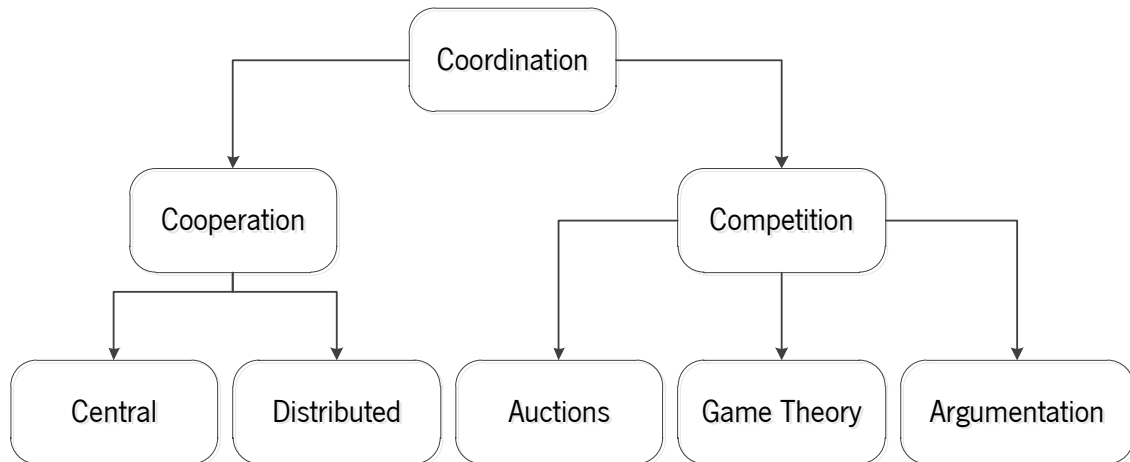 Coordination
Cooperation
Competition
Central
Distributed
Auctions
Game Theory
Argumentation